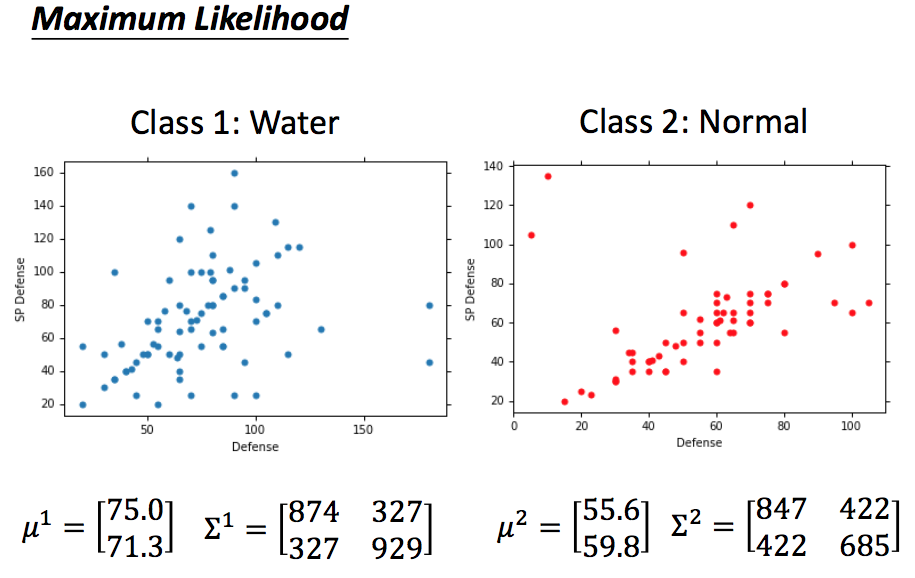 Maximum Likelihood
Class 1: Water
Class 2: Normal
160
140
120
100
80
60
40
20
SP Defense
50 100 150
Defense
140
120
100
80
60
40
20
SP Defense
0 20 40 60 80 100
Defense
μ¹ = [75.0 71.3] Σ¹ = [874 327 327 929]
μ² = [55.6 59.8] Σ² = [847 422 422 685]